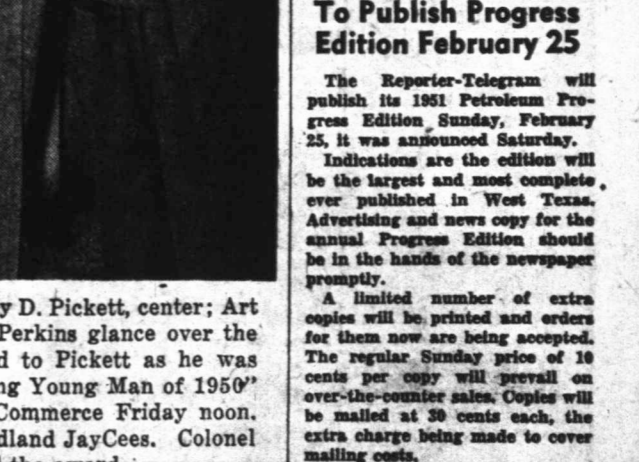 To Publish Progress
Edition February 25
The Reporter-Telegram will
publish its 1951 Petroleum Pro-
gress Edition Sunday, February
25, it was announced Saturday.
Indications are the edition will
be the largest and most complete
ever published in West Texas.
Advertising and news copy for the
annual Progress Edition should
be in the hands of the newspaper
promptly.
A limited number of extra
copies will be printed and orders
for them now are being accepted.
The regular Sunday price of 10
cents per copy will prevail on
over-the-counter sales. Copies will
be mailed at 30 cents each, the
extra charge being made to cover
mailing costs.
y D. Pickett, center; Art
Perkins glance over the
d to Pickett as he was
ng Young Man of 1950"
Commerce Friday noon.
dland JayCees. Colonel
the award.